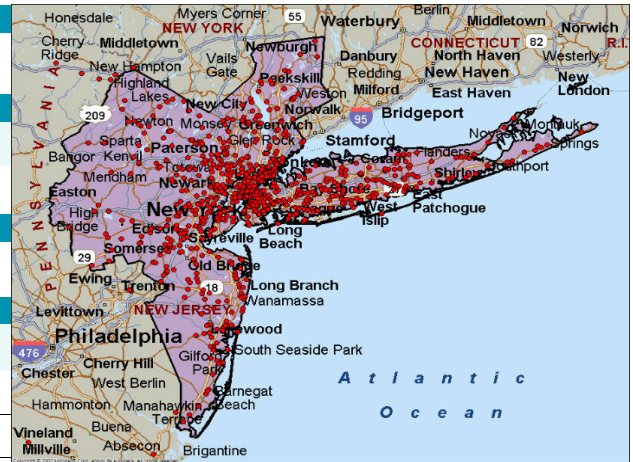 Honesdale
Myers Corner
55
Waterbury
Berlin
Middletown
Norwich
NEW YORK
Cherry Ridge
Middletown
Newburgh
Danbury
CONNECTICUT
82
R.I.
New Hampton
Vails Gate
Redding
North Haven
Westerly
Highland Lakes
Peekskill
Weston
Milford
New Haven
New London
209
New City
Norwalk
East Haven
Newton
Monsey
Greenwich
95
Bridgeport
Sparta
Paterson
Glen Rock
Stamford
Montauk
Bangor
Kenvil
Flanders
Springs
PENNSYLVANIA
Mendham
Newark
Bay Shore
Shirley
Easton
New
East Patchogue
High Bridge
Edison
West Islip
Somerset
Sayreville
Long Beach
29
Old Bridge
Ewing
Trenton
18
Long Branch
Wanamassa
Levittown
NEW JERSEY
Philadelphia
Lakewood
476
South Seaside Park
Chester
Cherry Hill
Gilford Park
Atlantic
West Berlin
Barnegat
Hammonton
Manahawkin
Beach
Ocean
Buena
Vineland
Millville
Absecon
Brigantine